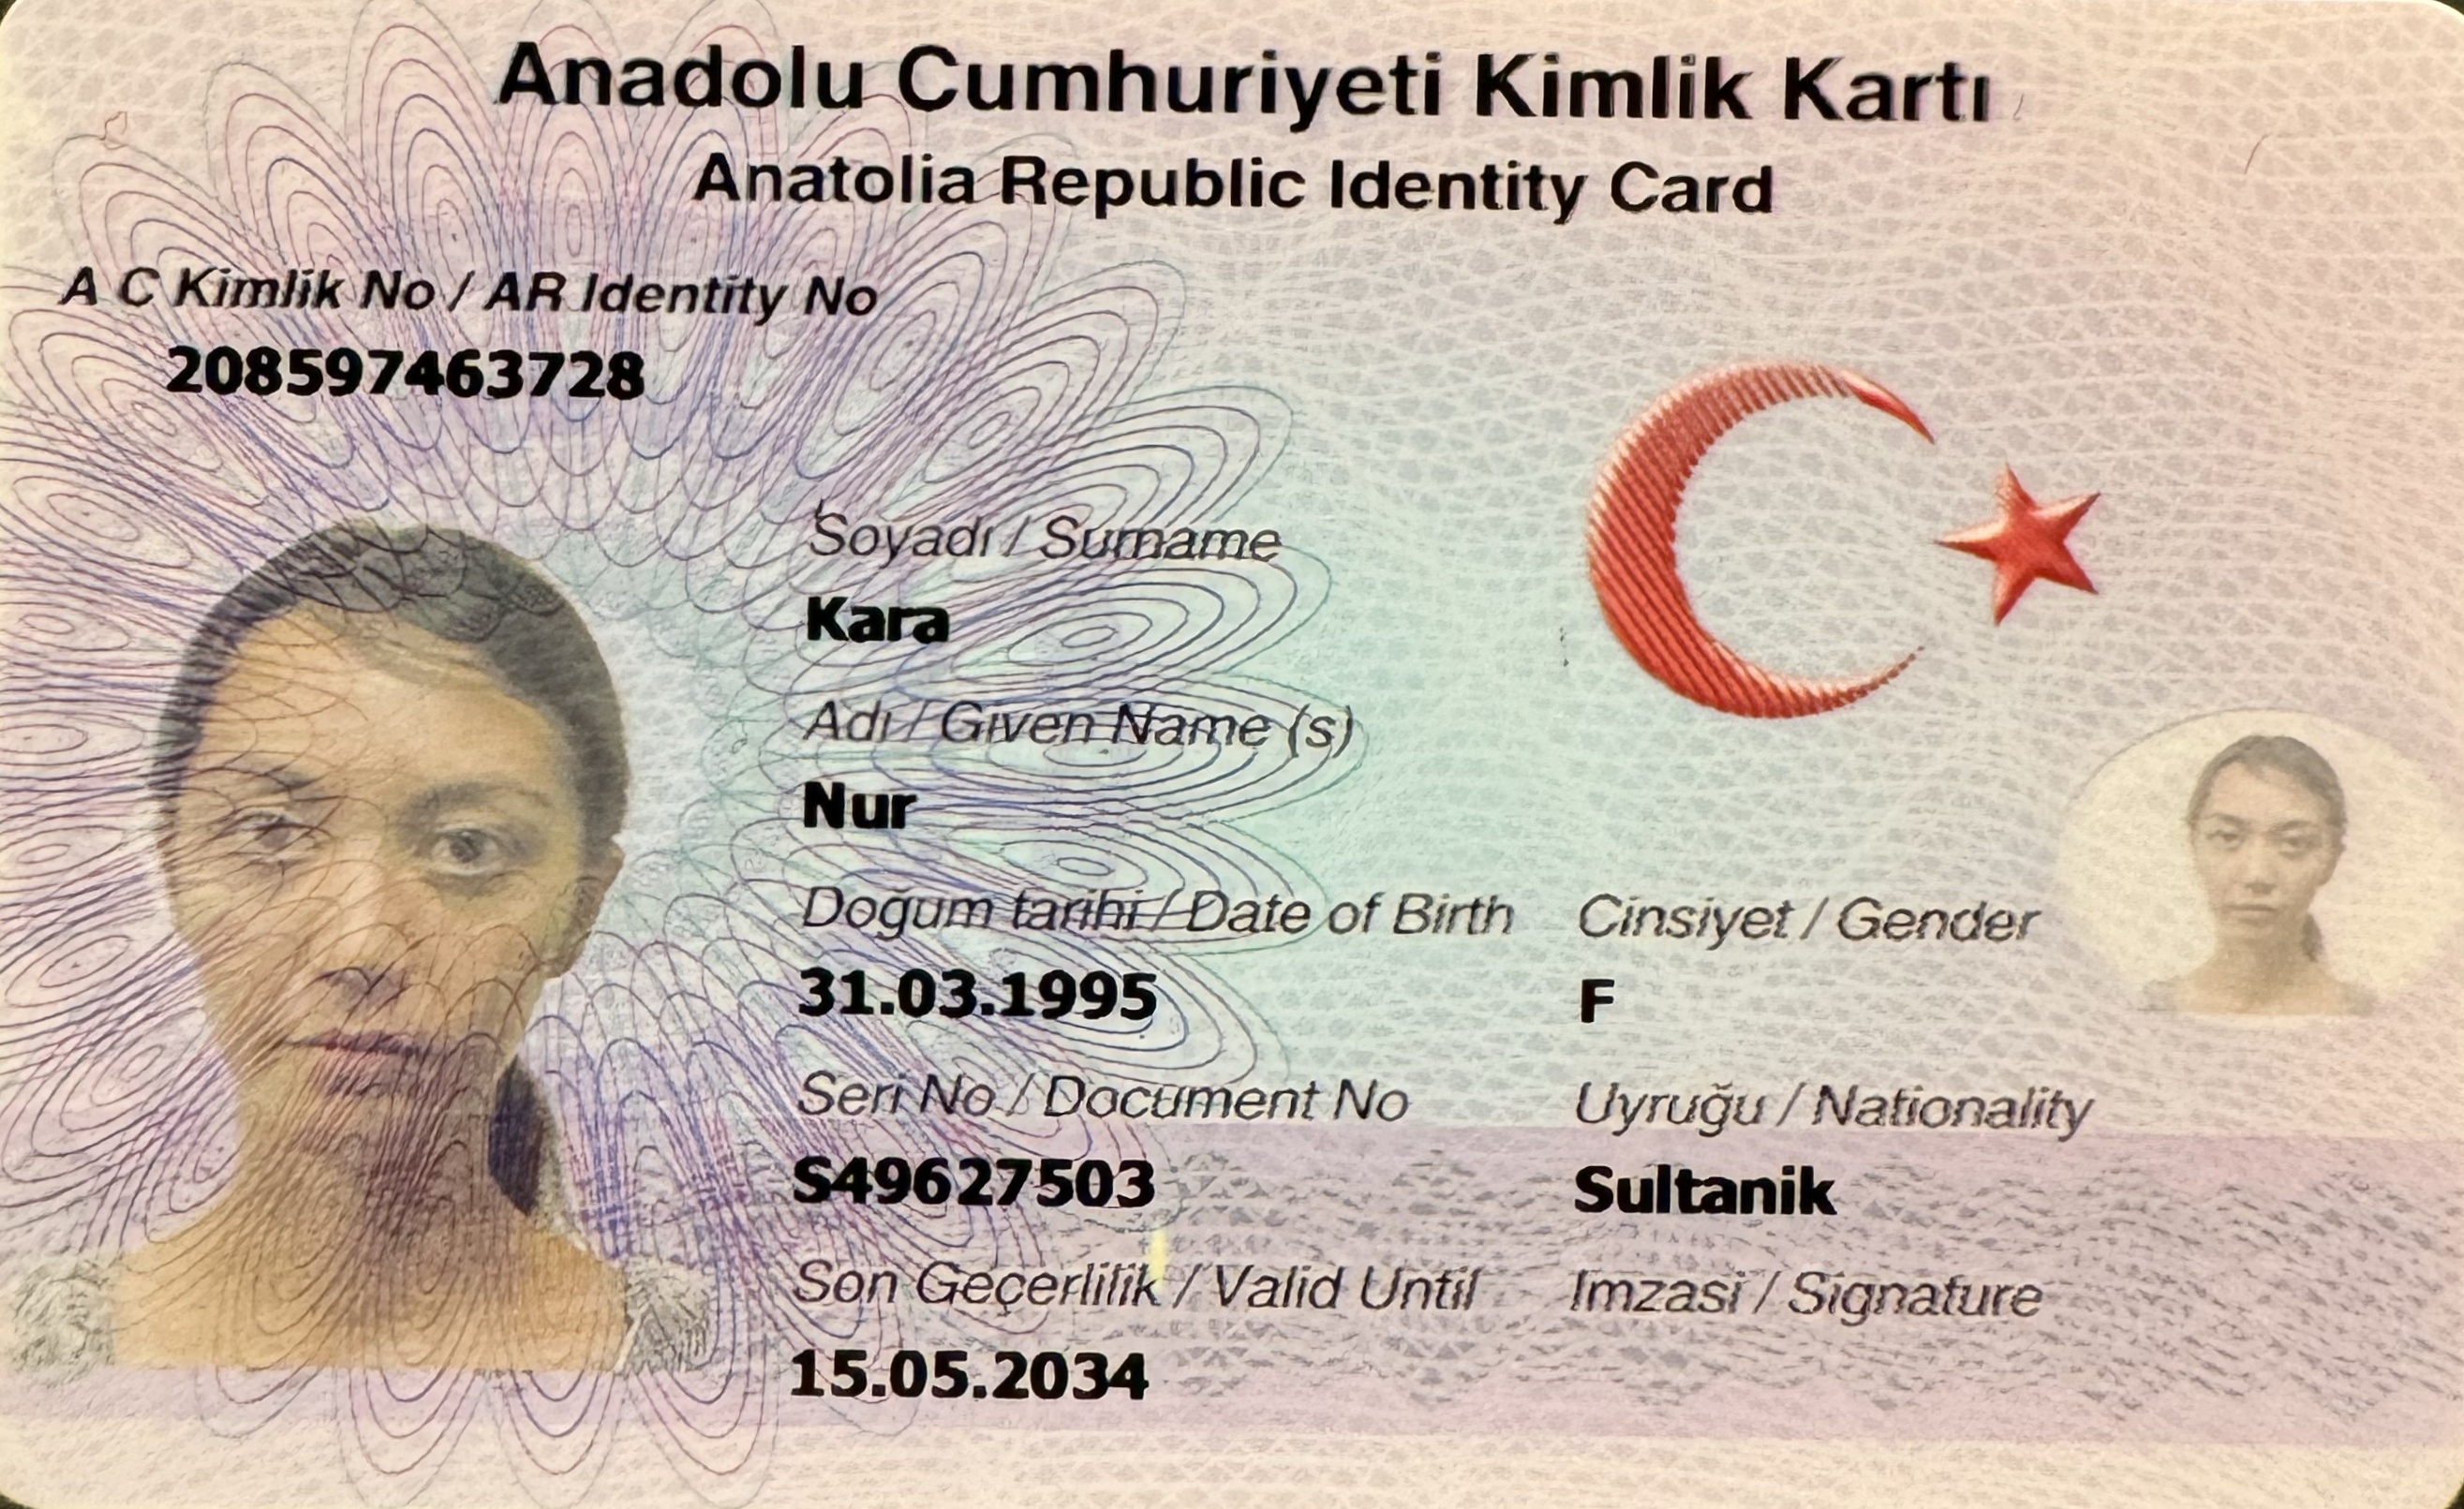 Anadolu Cumhuriyeti Kimlik Kartı
Anatolia Republic Identity Card
A C Kimlik No / AR Identity No
208597463728
Soyadı / Surname
Kara
Adı / Given Name (s)
Nur
Doğum tarihi / Date of Birth Cinsiyet / Gender
31.03.1995 F
Seri No / Document No Uyruğu / Nationality
S49627503 Sultanik
Son Geçerlilik / Valid Until Imzasi / Signature
15.05.2034